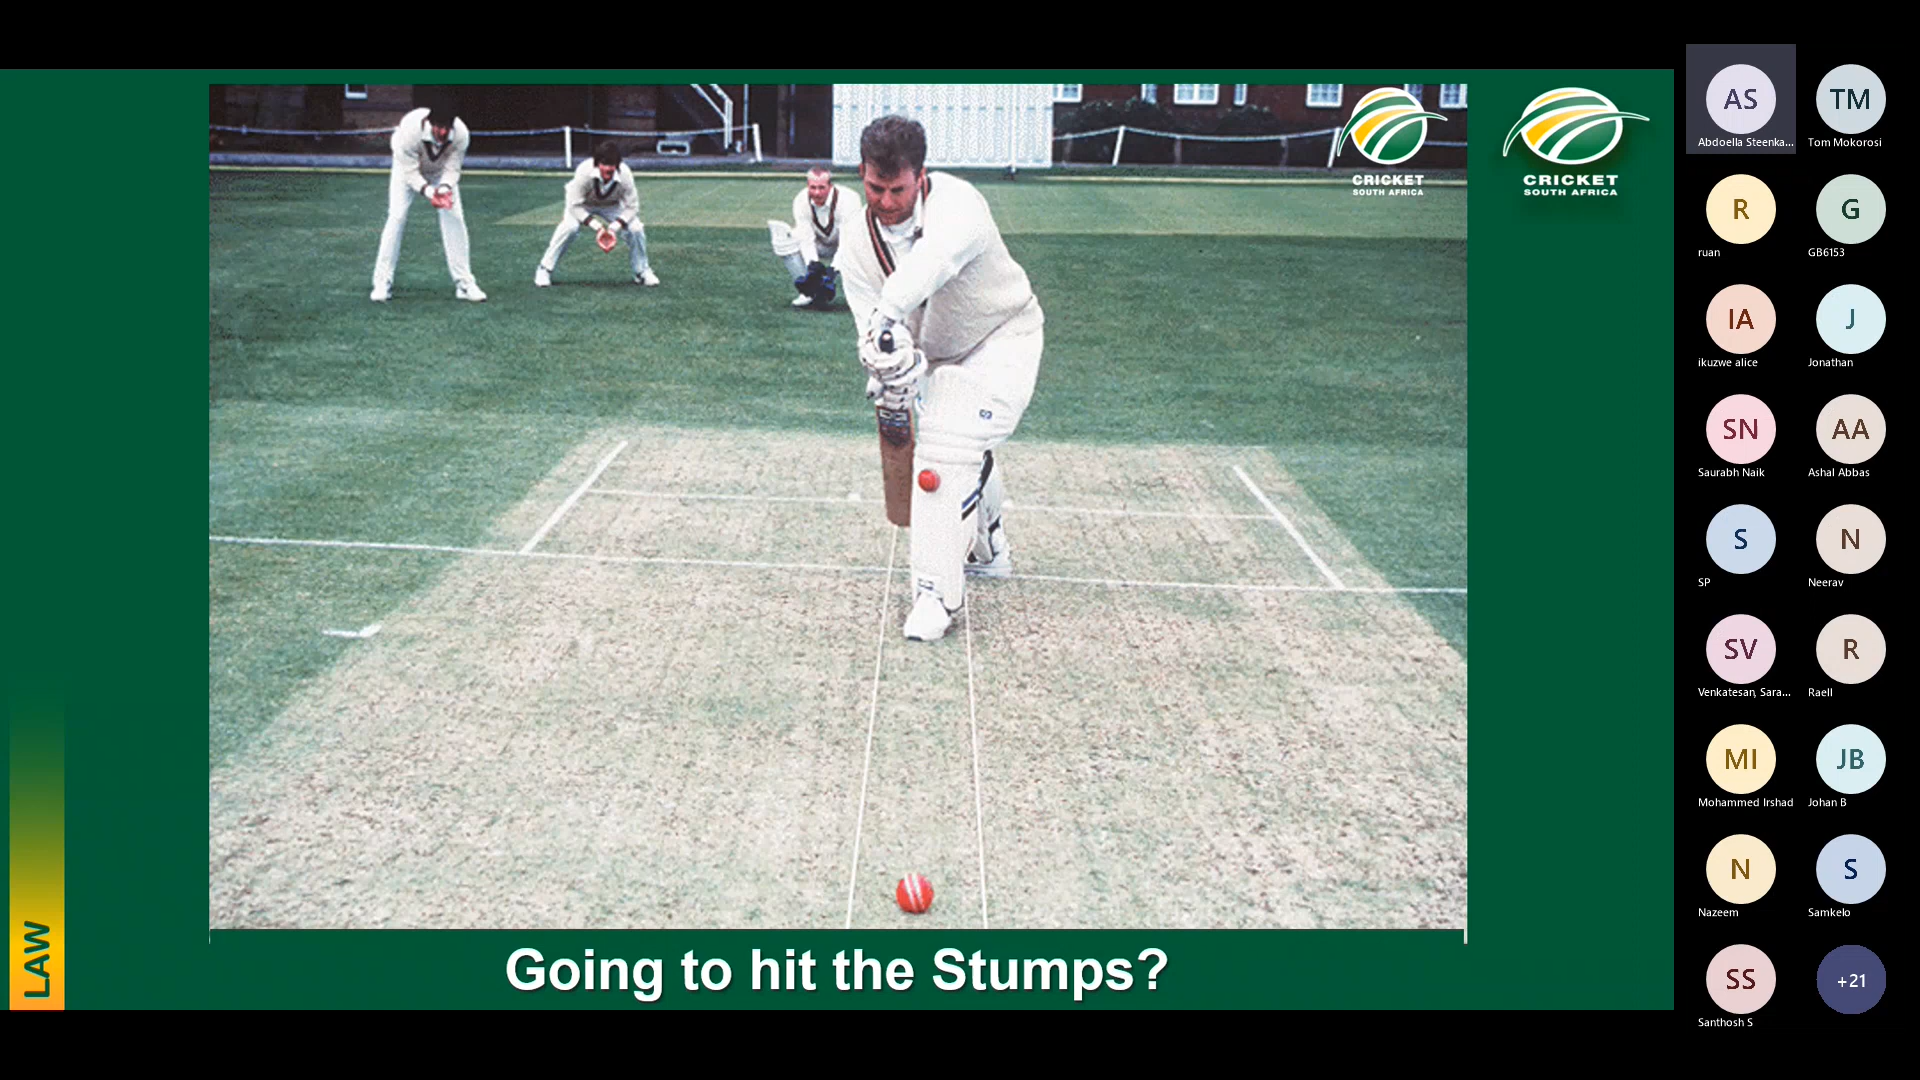 CRICKET
SOUTH AFRICA
CRICKET
SOUTH AFRICA
LAW
Going to hit the Stumps?
AS
Abdoella Steenka...
TM
Tom Mokorosi
R
ruan
G
GB6153
IA
ikuzwe alice
J
Jonathan
SN
Saurabh Naik
AA
Ashal Abbas
S
SP
N
Neerav
SV
Venkatesan, Sara...
R
Raell
MI
Mohammed Irshad
JB
Johan B
N
Nazeem
S
Samkelo
SS
Santhosh S
+21